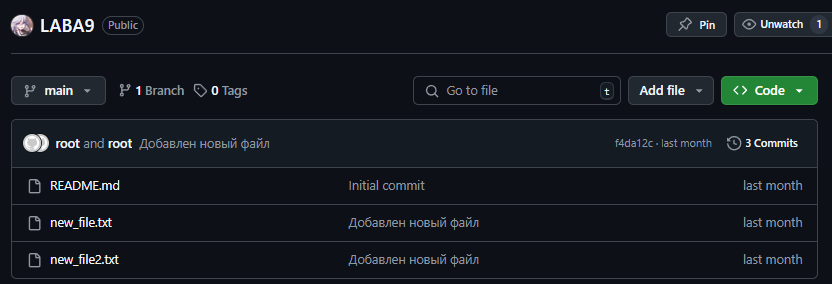 LABA9 Public Pin Unwatch 1
main 1 Branch 0 Tags Go to file t Add file Code
root and root Добавлен новый файл f4da12c · last month 3 Commits
README.md Initial commit last month
new_file.txt Добавлен новый файл last month
new_file2.txt Добавлен новый файл last month